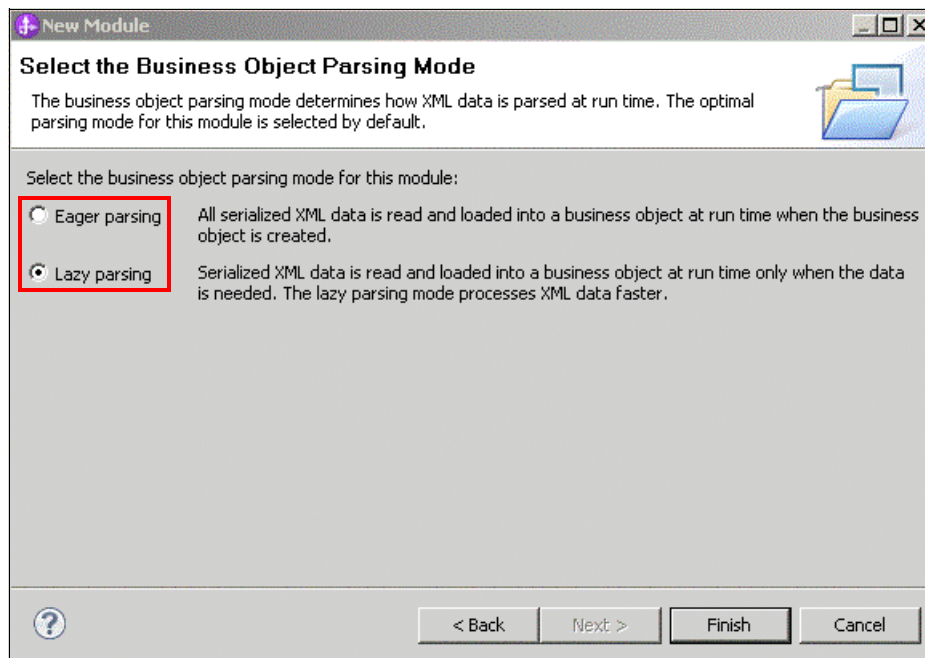 New Module
Select the Business Object Parsing Mode
The business object parsing mode determines how XML data is parsed at run time. The optimal
parsing mode for this module is selected by default.
Select the business object parsing mode for this module:
Eager parsing All serialized XML data is read and loaded into a business object at run time when the business
object is created.
Lazy parsing Serialized XML data is read and loaded into a business object at run time only when the data
is needed. The lazy parsing mode processes XML data faster.
? < Back Next > Finish Cancel